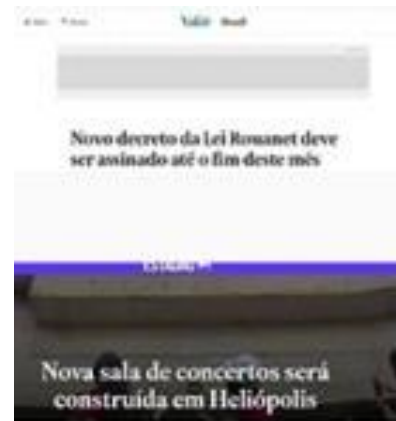 Valor Brasil
Novo decreto da Lei Rouanet deve
ser assinado até o fim deste mês
Nova sala de concertos será
construída em Heliópolis